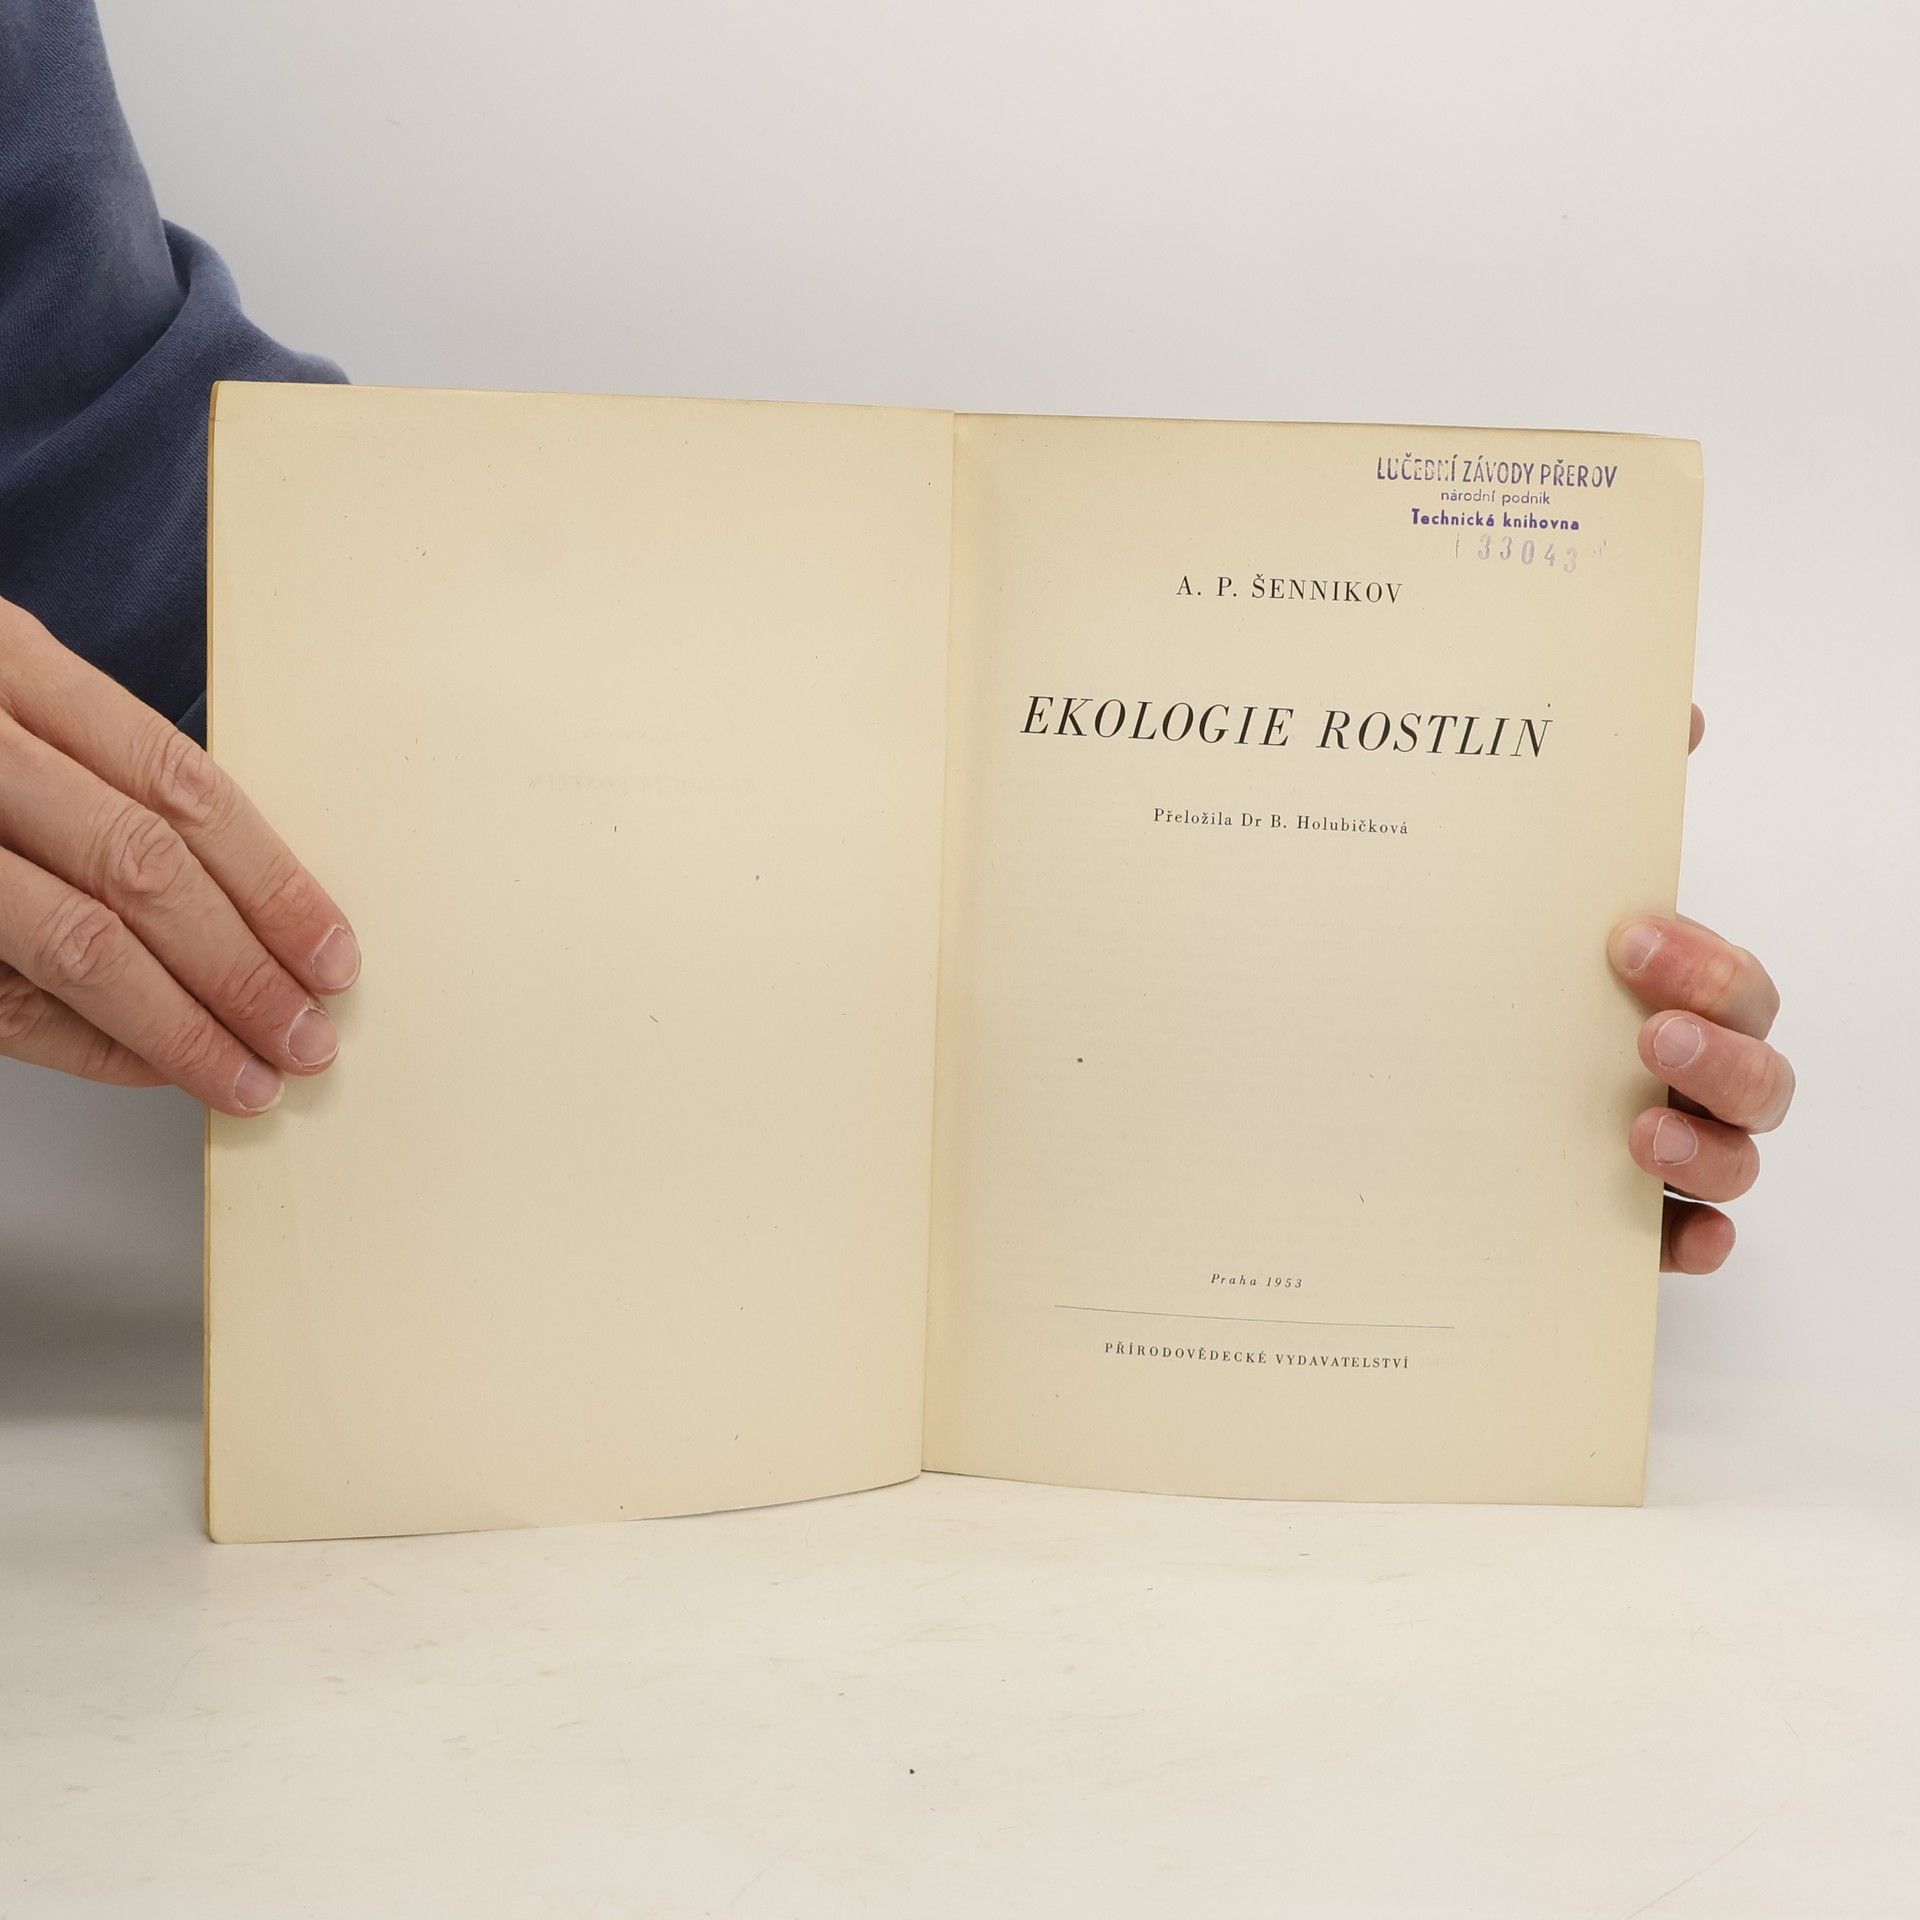 LUČEBNÍ ZÁVODY PŘEROV
národní podnik
Technická knihovna
33043
A. P. ŠENNIKOV
EKOLOGIE ROSTLIN
Přeložila Dr B. Holubičková
Praha 1953
PŘÍRODOVĚDECKÉ VYDAVATELSTVÍ